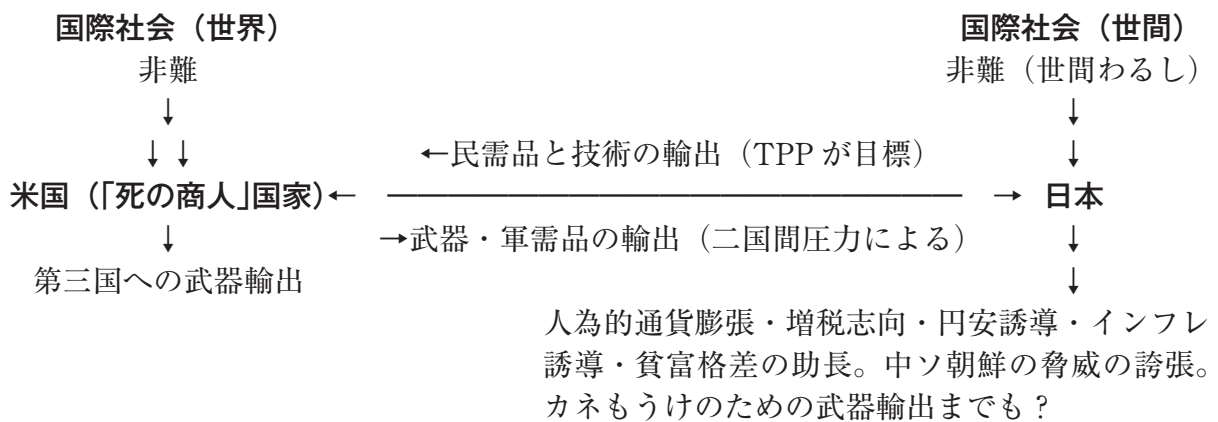 国際社会(世界) 国際社会(世間)
非難 非難(世間わるし)
↓ ↓
↓↓ ←民需品と技術の輸出(TPP が目標) ↓
米国(「死の商人」国家)← ―――――――――――――――――― → 日本
↓ →武器・軍需品の輸出(二国間圧力による) ↓
第三国への武器輸出 ↓
人為的通貨膨張・増税志向・円安誘導・インフレ
誘導・貧富格差の助長。中ソ朝鮮の脅威の誇張。
カネもうけのための武器輸出までも?